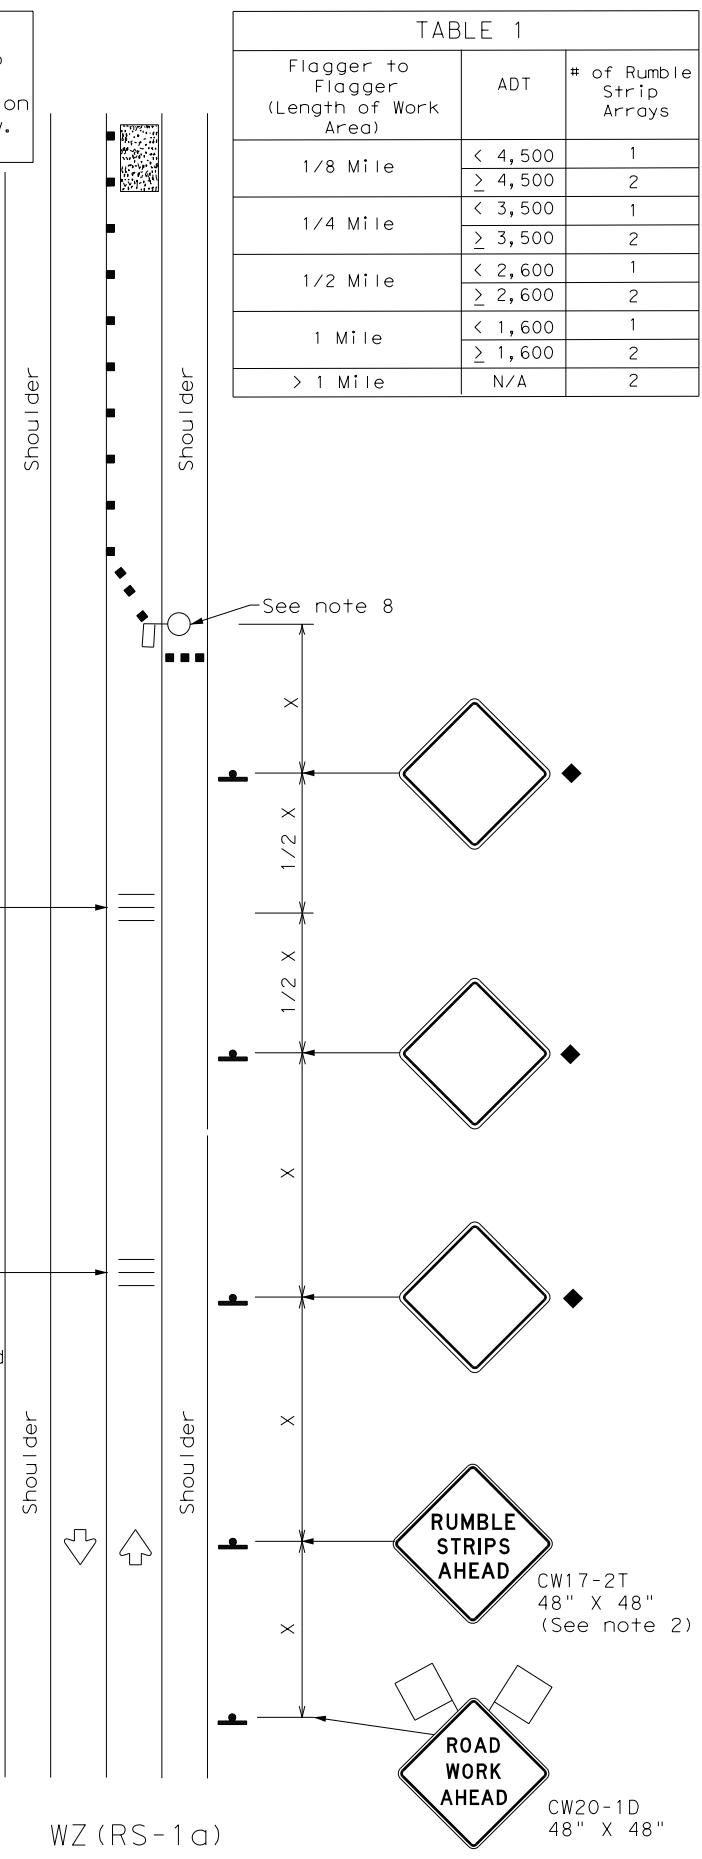 on
TABLE 1
Flagger to
Flagger
(Length of Work
Area)
ADT
# of Rumble
Strip
Arrays
1/8 Mile
< 4,500
1
≥ 4,500
2
1/4 Mile
< 3,500
1
≥ 3,500
2
1/2 Mile
< 2,600
1
≥ 2,600
2
1 Mile
< 1,600
1
≥ 1,600
2
> 1 Mile
N/A
2
Shoulder
Shoulder
See note 8
X
1/2 X
1/2 X
X
X
Shoulder
Shoulder
RUMBLE
STRIPS
AHEAD
CW17-2T
48" X 48"
(See note 2)
X
ROAD
WORK
AHEAD
CW20-1D
48" X 48"
WZ(RS-1a)